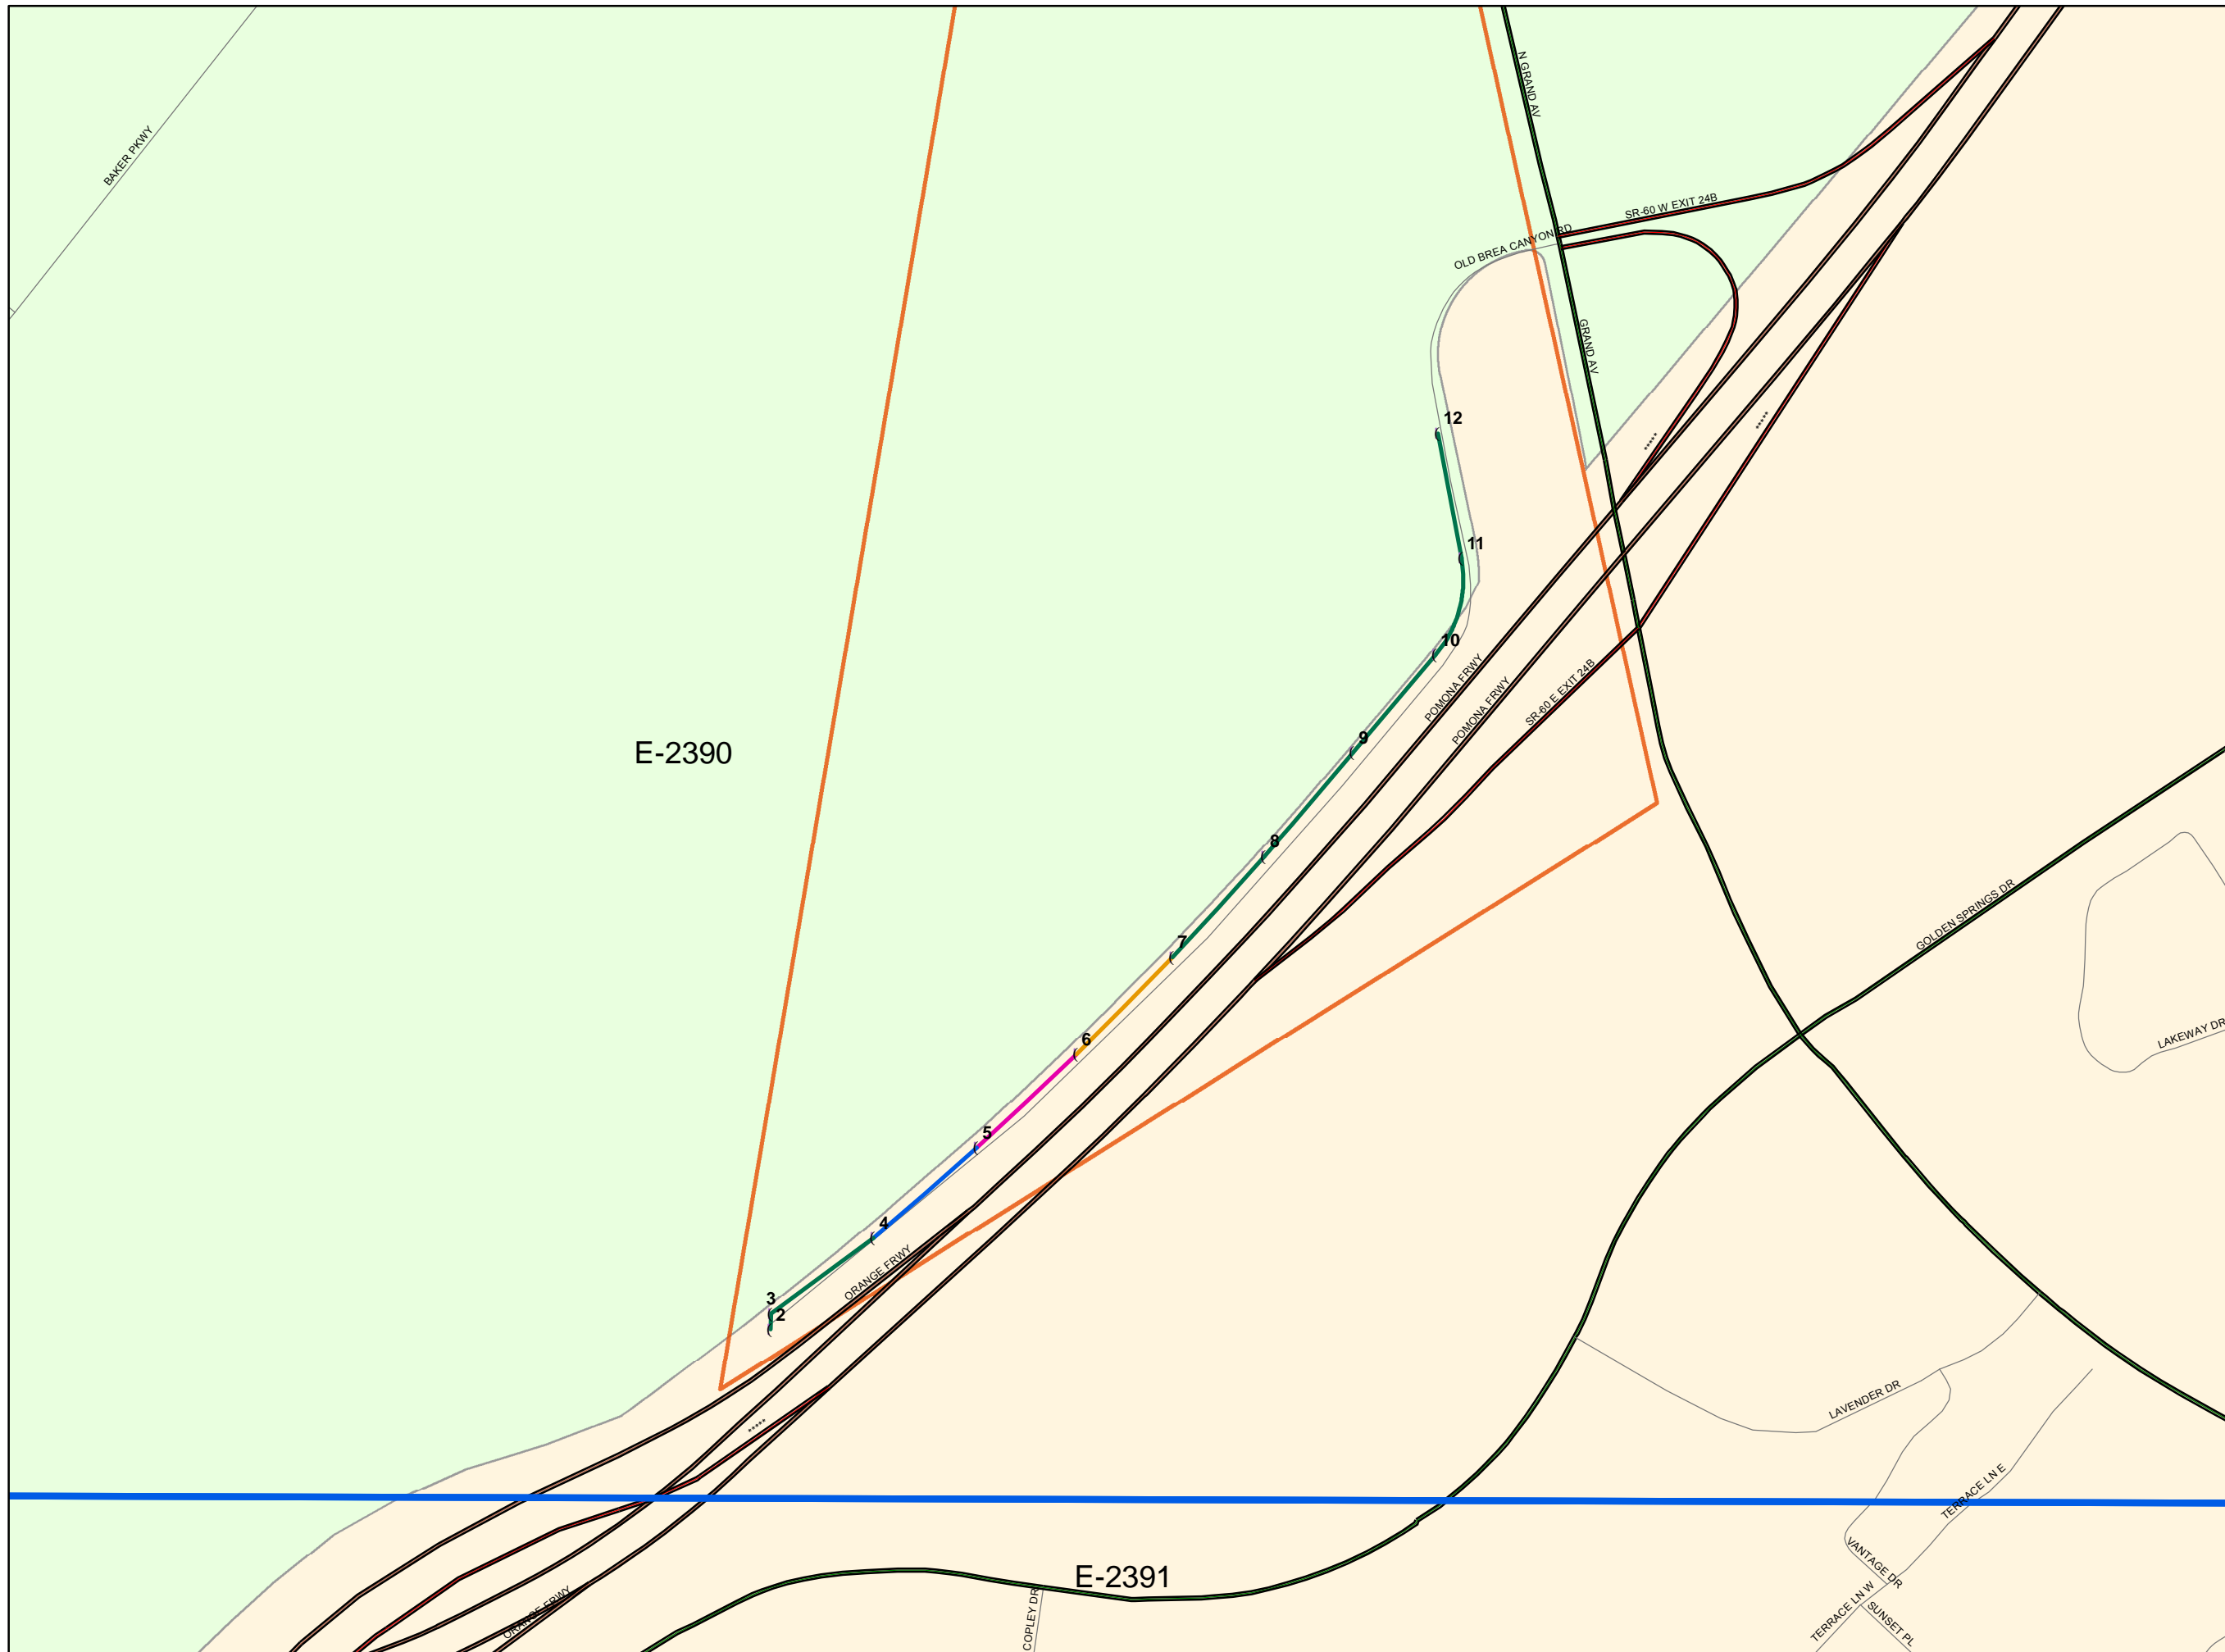 N GRAND AV
BAKER PKWY
SR-60 W EXIT 24B
OLD BREA CANYON RD
GRAND AV
12
11
10
POMONA FRWY
POMONA FRWY
SR-60 E EXIT 24B
9
E-2390
8
GOLDEN SPRINGS DR
7
6
LAKEWAY DR
5
4
ORANGE FRWY
3
2
LAVENDER DR
TERRACE LN E
VANTAGE DR
E-2391
ORANGE FRWY
COPLEY DR
TERRACE LN W
SUNSET PL